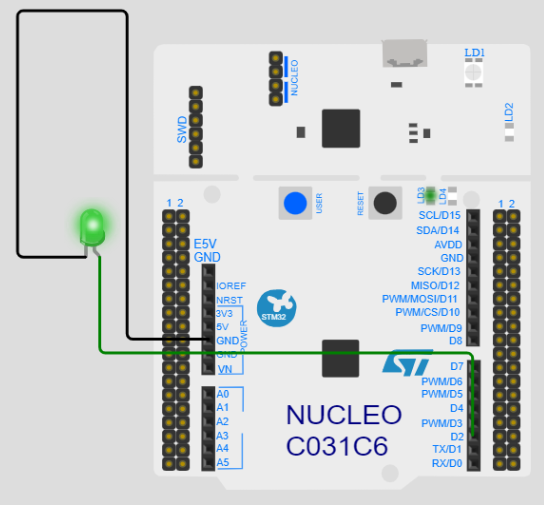 LD1
NUCLEO
LD2
SWD
USER
RESET
LD3
LD4
1 2
1 2
E5V
GND
IOREF
NRST
3V3
5V
GND
GND
VN
POWER
A0
A1
A2
A3
A4
A5
STM32
SCL/D15
SDA/D14
AVDD
GND
SCK/D13
MISO/D12
PWM/MOSI/D11
PWM/CS/D10
PWM/D9
D8
D7
PWM/D6
PWM/D5
D4
PWM/D3
D2
TX/D1
RX/D0
ST
NUCLEO
C031C6